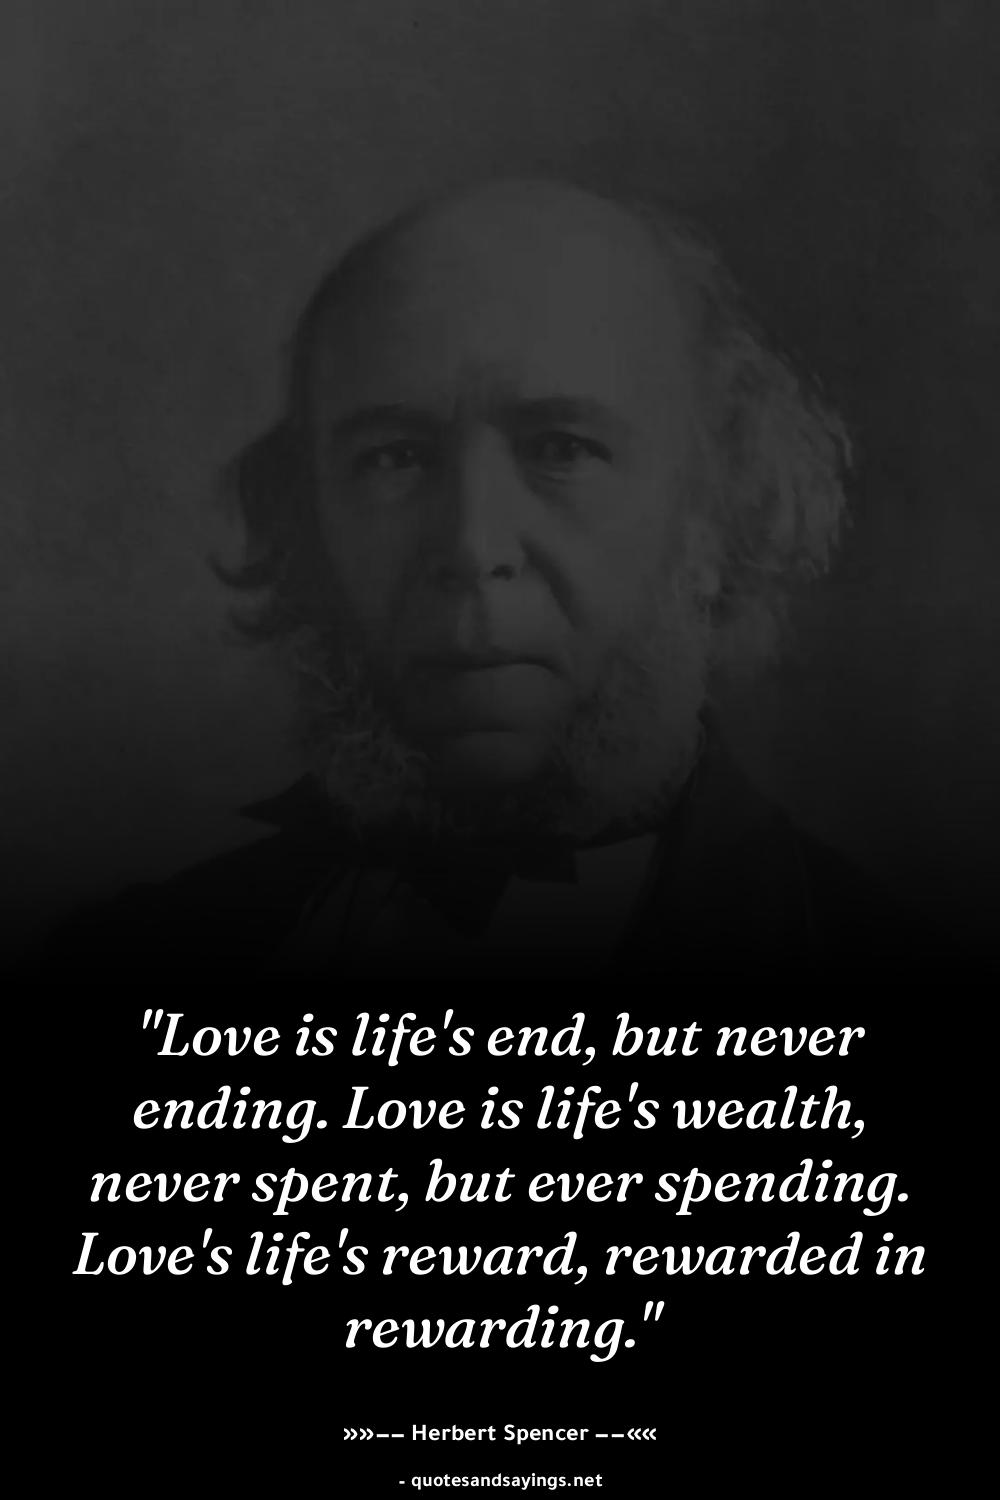 "Love is life's end, but never
ending. Love is life's wealth,
never spent, but ever spending.
Love's life's reward, rewarded in
rewarding."
»»–– Herbert Spencer ––««
- quotesandsayings.net